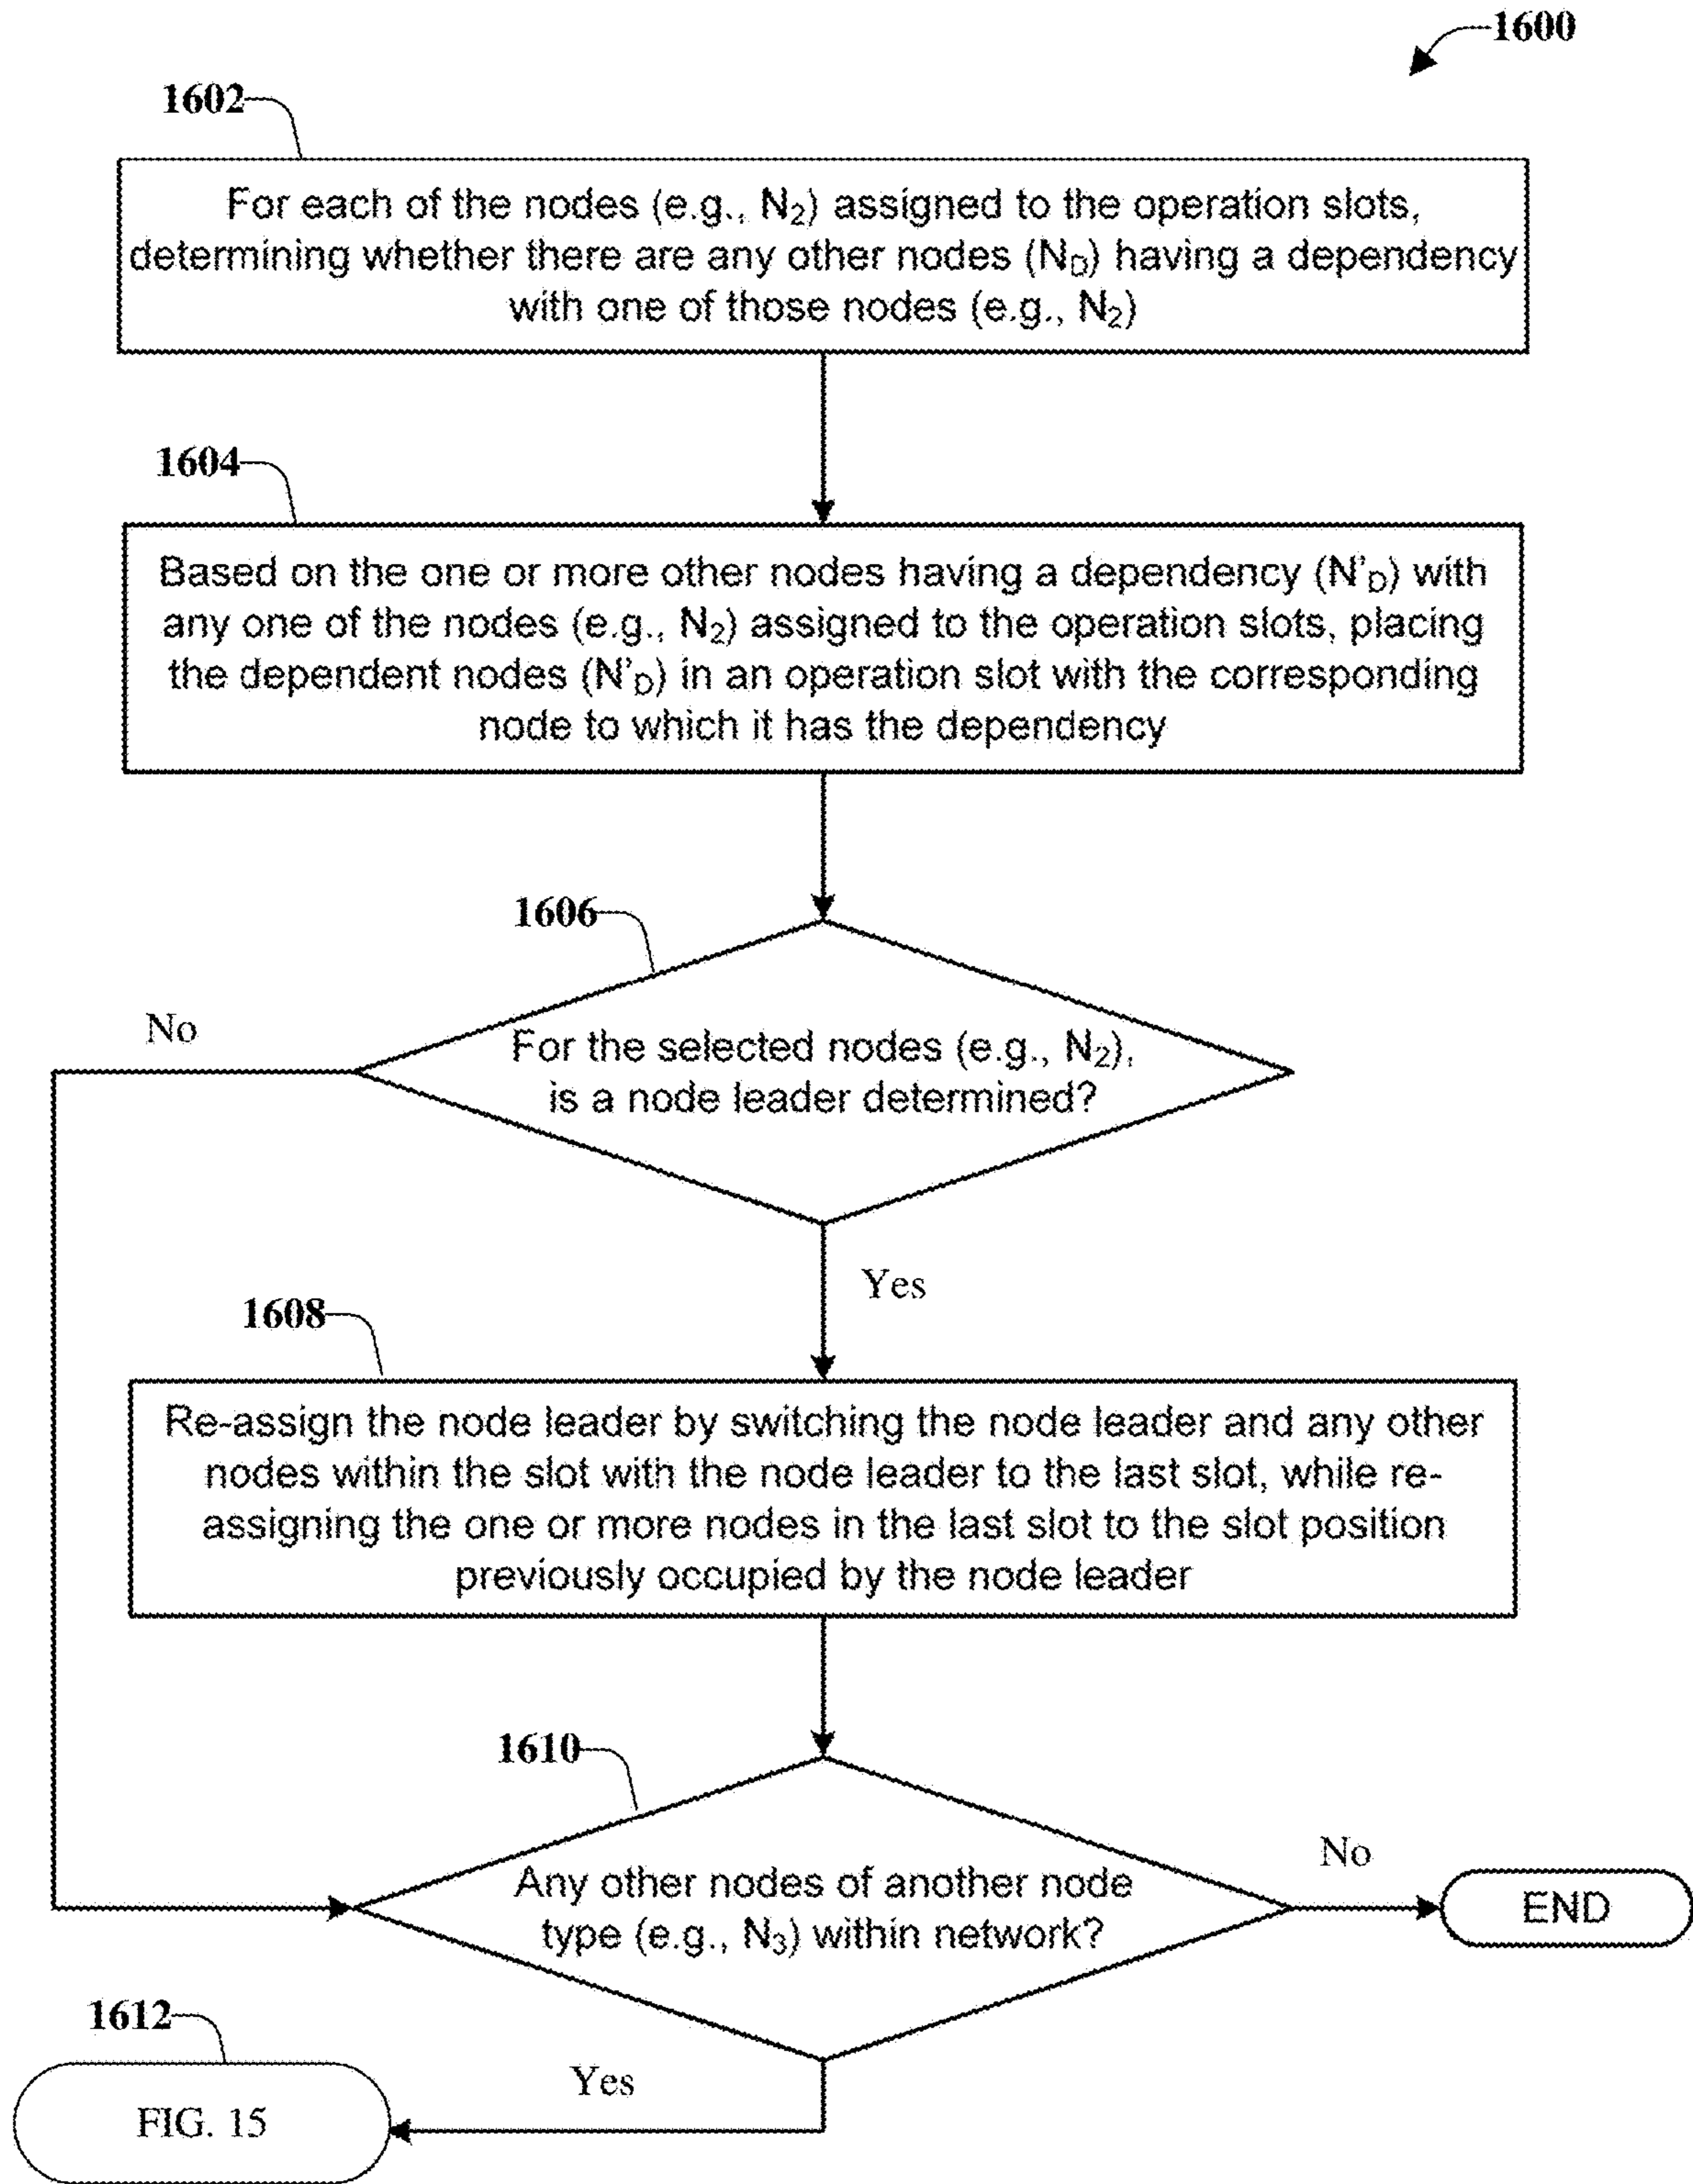 1600
1602
For each of the nodes (e.g., N₂) assigned to the operation slots,
determining whether there are any other nodes (N_D) having a dependency
with one of those nodes (e.g., N₂)
1604
Based on the one or more other nodes having a dependency (N'_D) with
any one of the nodes (e.g., N₂) assigned to the operation slots, placing
the dependent nodes (N'_D) in an operation slot with the corresponding
node to which it has the dependency
1606
No
For the selected nodes (e.g., N₂),
is a node leader determined?
Yes
1608
Re-assign the node leader by switching the node leader and any other
nodes within the slot with the node leader to the last slot, while re-
assigning the one or more nodes in the last slot to the slot position
previously occupied by the node leader
1610
Any other nodes of another node
type (e.g., N₃) within network?
No
END
1612
Yes
FIG. 15